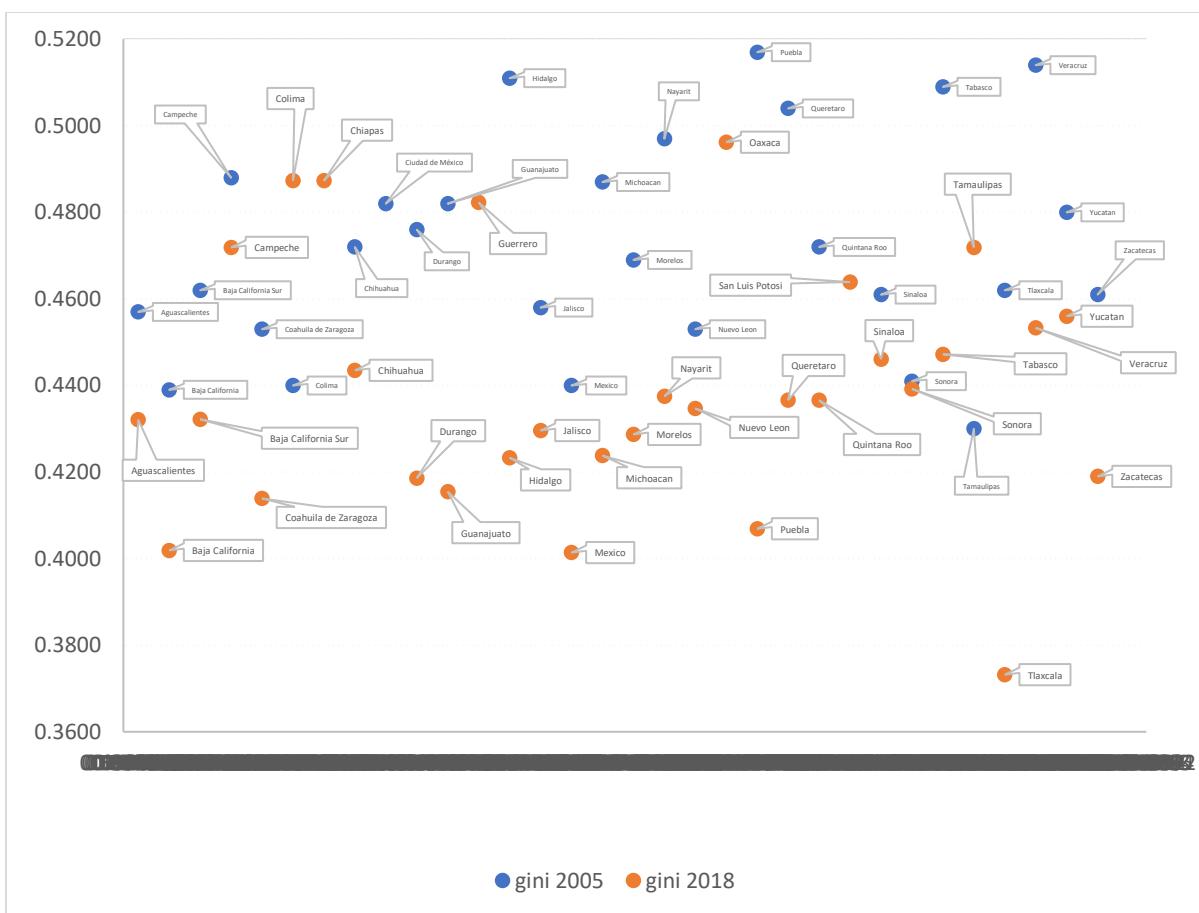 0.5200
Puebla
Veracruz
Hidalgo
Tabasco
Nayarit
Colima
Queretaro
Campeche
0.5000
Chiapas
Oaxaca
Ciudad de México
Guanajuato
Michoacan
Tamaulipas
0.4800
Yucatan
Guerrero
Campeche
Quintana Roo
Durango
Morelos
Zacatecas
Chihuahua
San Luis Potosi
Baja California Sur
Tlaxcala
Sinaloa
0.4600
Aguascalientes
Jalisco
Yucatan
Coahuila de Zaragoza
Nuevo Leon
Sinaloa
Veracruz
Tabasco
Queretaro
Nayarit
Chihuahua
0.4400
Baja California
Colima
Mexico
Sonora
Durango
Jalisco
Morelos
Nuevo Leon
Quintana Roo
Sonora
Baja California Sur
0.4200
Aguascalientes
Hidalgo
Michoacan
Tamaulipas
Zacatecas
Coahuila de Zaragoza
Guanajuato
Puebla
0.4000
Baja California
Mexico
0.3800
Tlaxcala
0.3600
gini 2005
gini 2018